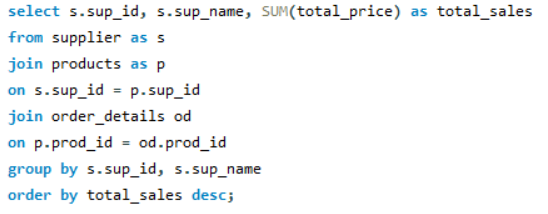 select s.sup_id, s.sup_name, SUM(total_price) as total_sales
from supplier as s
join products as p
on s.sup_id = p.sup_id
join order_details od
on p.prod_id = od.prod_id
group by s.sup_id, s.sup_name
order by total_sales desc;